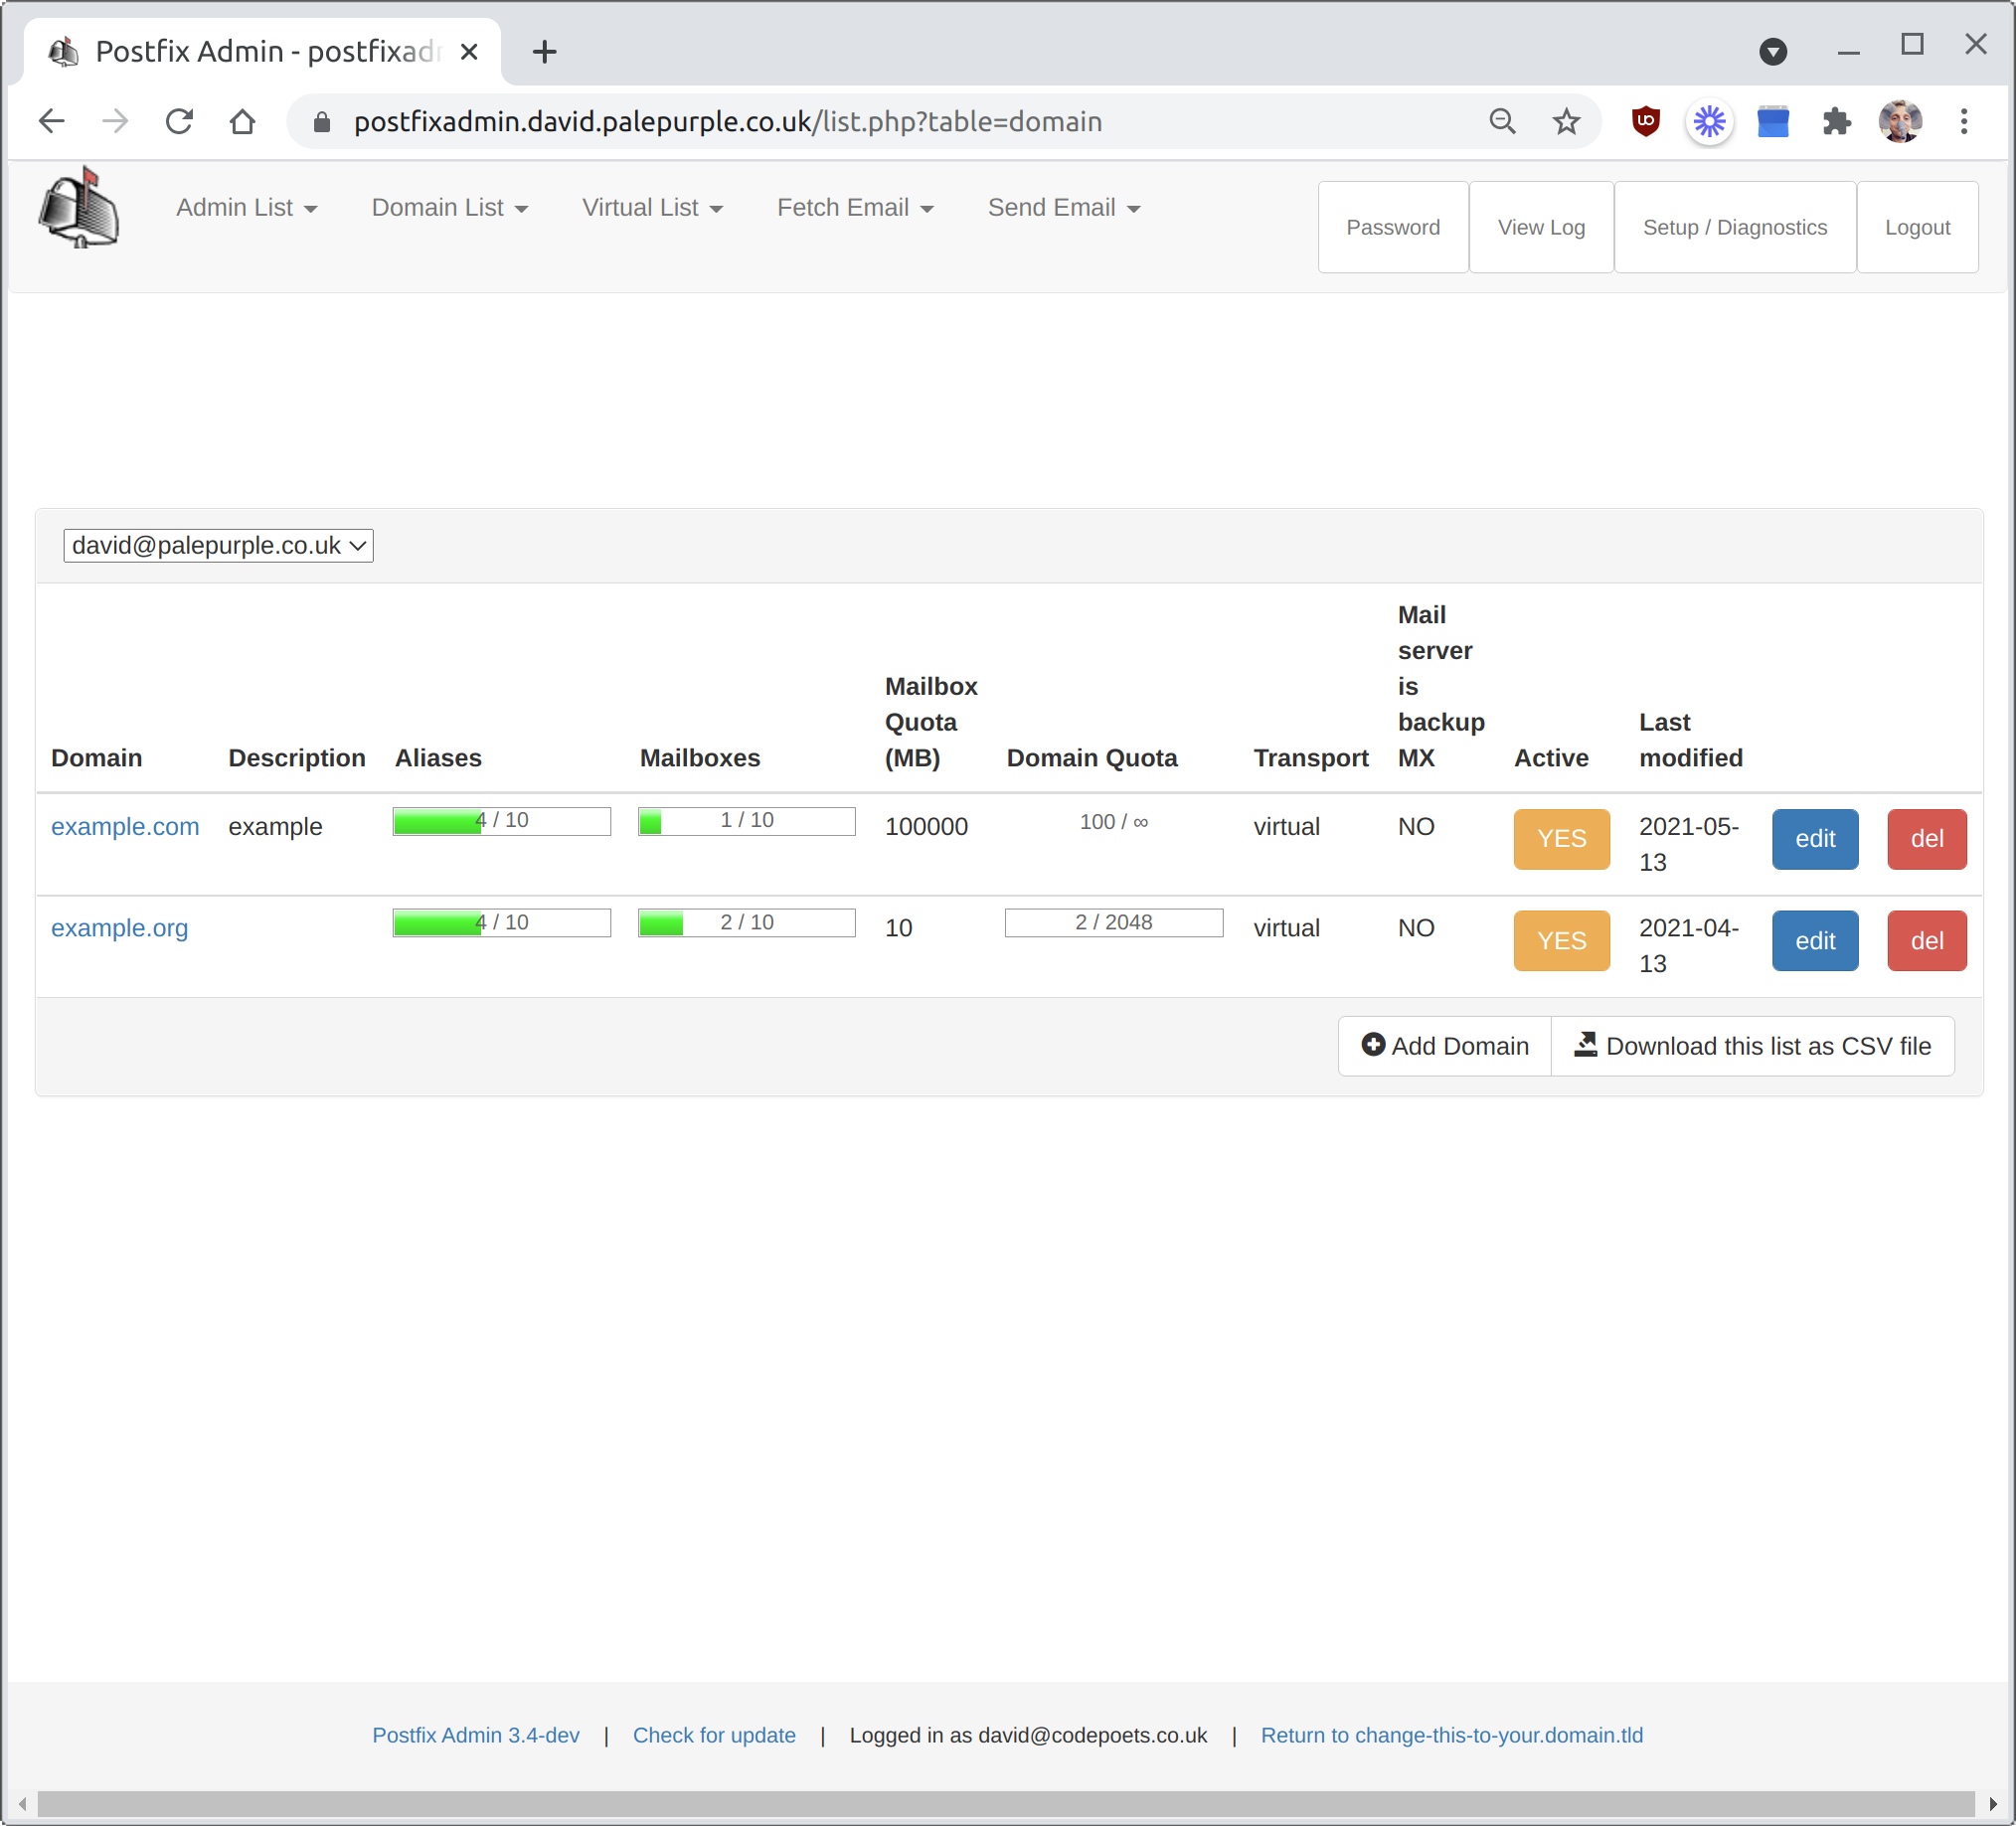 Postfix Admin - postfixadm
postfixadmin.david.palepurple.co.uk/list.php?table=domain
Admin List
Domain List
Virtual List
Fetch Email
Send Email
Password
View Log
Setup / Diagnostics
Logout
david@palepurple.co.uk
Domain
Description
Aliases
Mailboxes
Mailbox
Quota
(MB)
Domain Quota
Transport
Mail
server
is
backup
MX
Active
Last
modified
example.com
example
4 / 10
1 / 10
100000
100 / ∞
virtual
NO
YES
2021-05-
13
edit
del
example.org
4 / 10
2 / 10
10
2 / 2048
virtual
NO
YES
2021-04-
13
edit
del
Add Domain
Download this list as CSV file
Postfix Admin 3.4-dev | Check for update | Logged in as david@codepoets.co.uk | Return to change-this-to-your.domain.tld